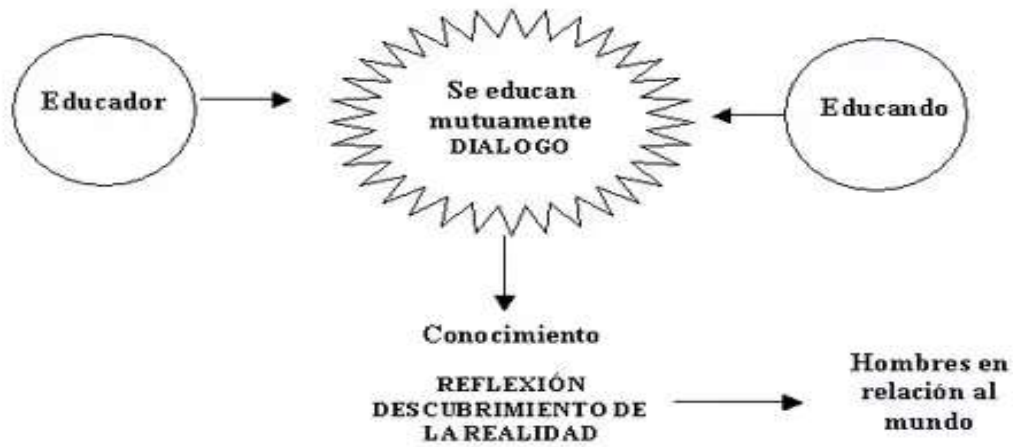 Educador
Se educan
mutuamente
DIALOGO
Educando
Conocimiento
REFLEXIÓN
DESCUBRIMIENTO DE
LA REALIDAD
Hombres en
relación al
mundo